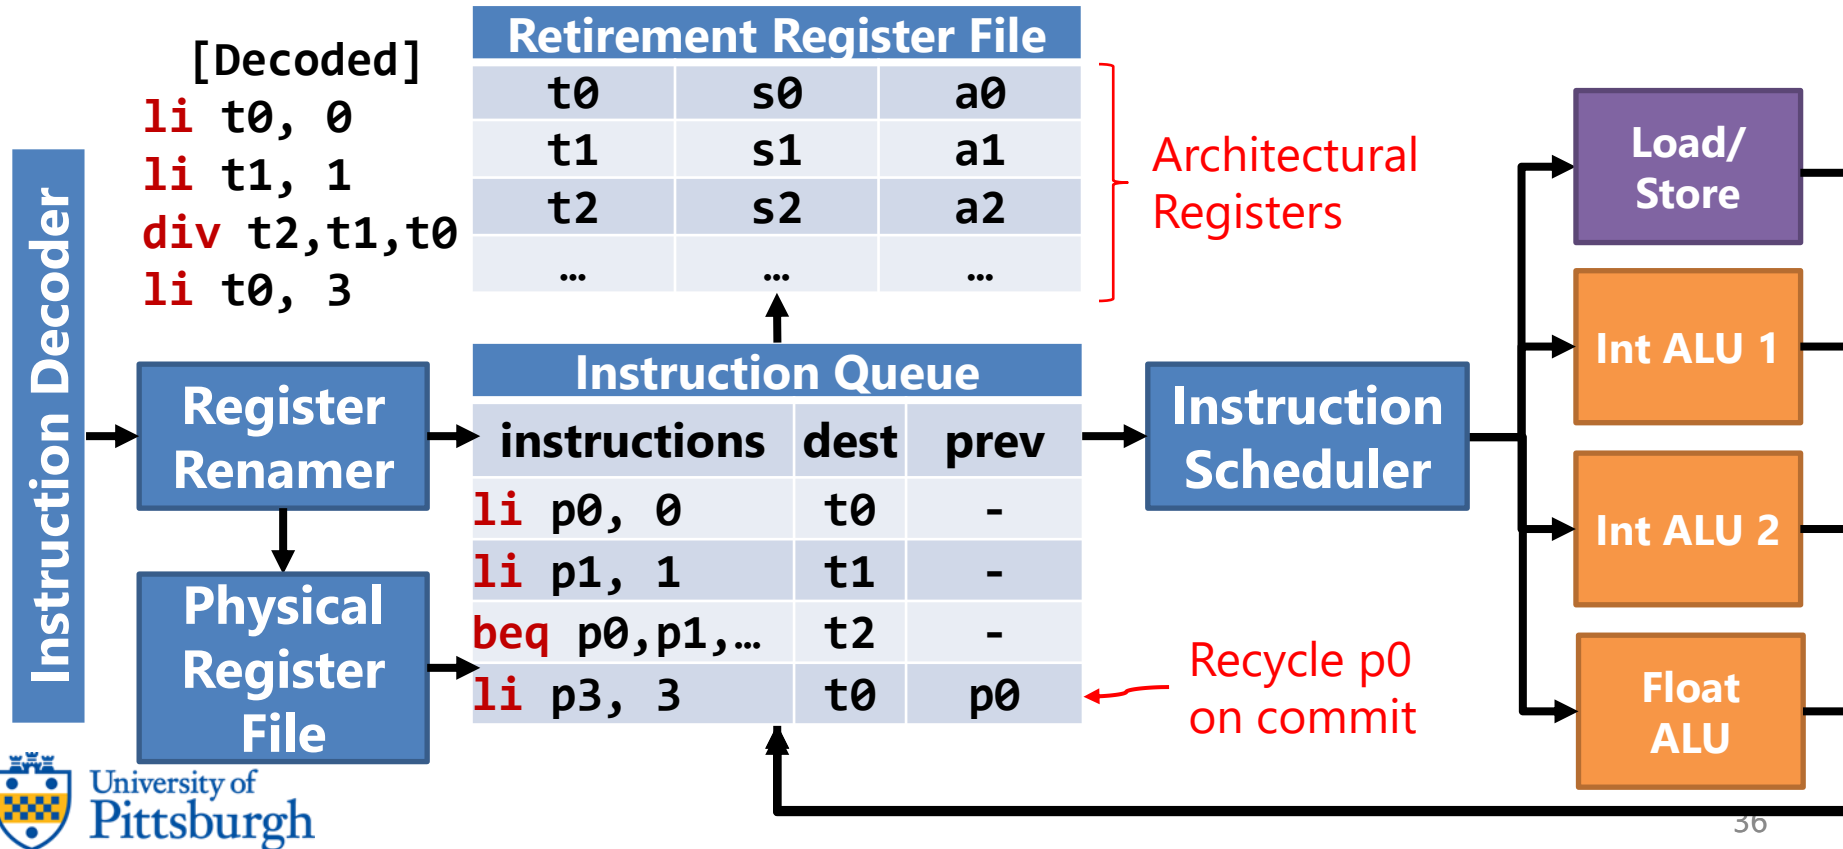 [Decoded]
li t0, 0
li t1, 1
div t2,t1,t0
li t0, 3
Instruction Decoder
Retirement Register File
t0 s0 a0
t1 s1 a1
t2 s2 a2
… … …
Architectural
Registers
Register
Renamer
Physical
Register
File
Instruction Queue
instructions dest prev
li p0, 0 t0 -
li p1, 1 t1 -
beq p0,p1,… t2 -
li p3, 3 t0 p0
Recycle p0
on commit
Instruction
Scheduler
Load/
Store
Int ALU 1
Int ALU 2
Float
ALU
University of
Pittsburgh
36